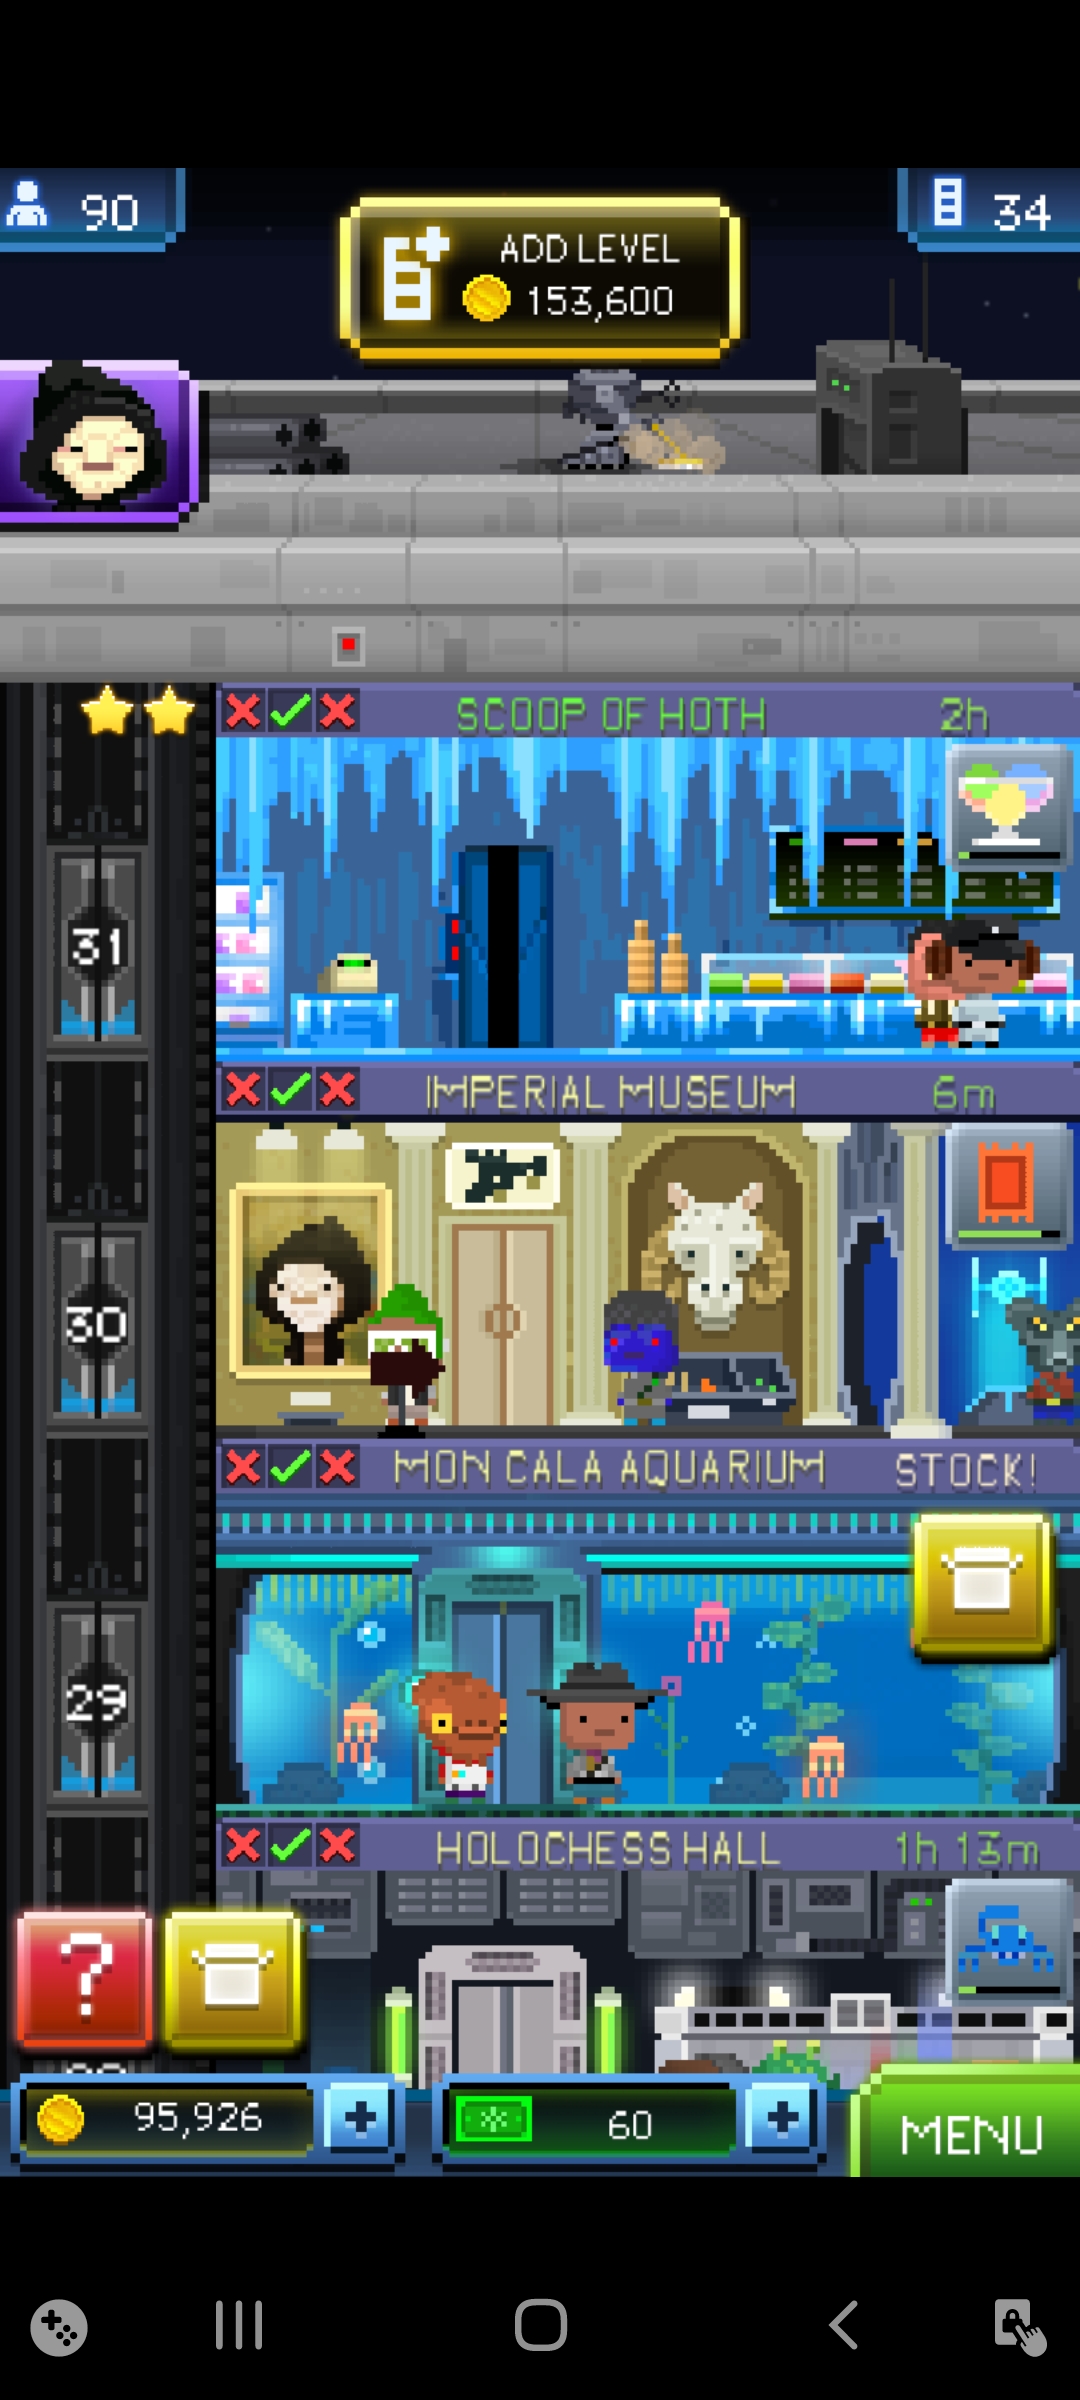 90
34
ADD LEVEL
153,600
SCOOP OF HOTH 2h
31
IMPERIAL MUSEUM 6m
30
MON CALA AQUARIUM STOCK!
29
HOLOCHESS HALL 1h 13m
?
95,926 +
60 +
MENU